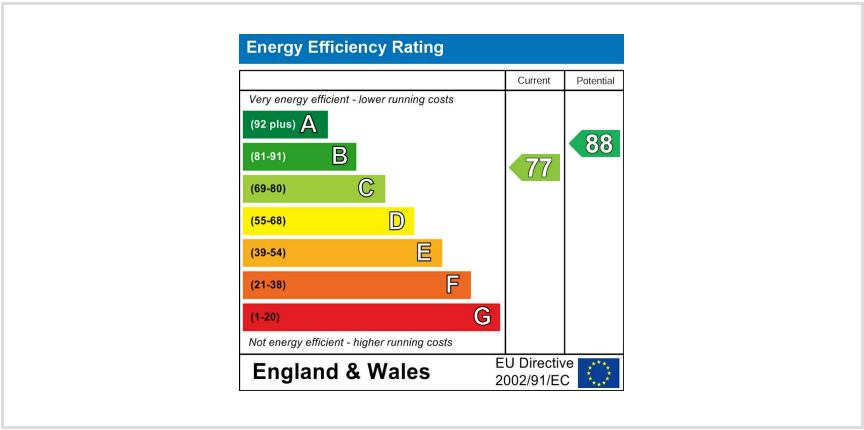 Energy Efficiency Rating
Current Potential
Very energy efficient - lower running costs
(92 plus) A
(81-91) B
(69-80) C
(55-68) D
(39-54) E
(21-38) F
(1-20) G
77
88
Not energy efficient - higher running costs
England & Wales
EU Directive
2002/91/EC